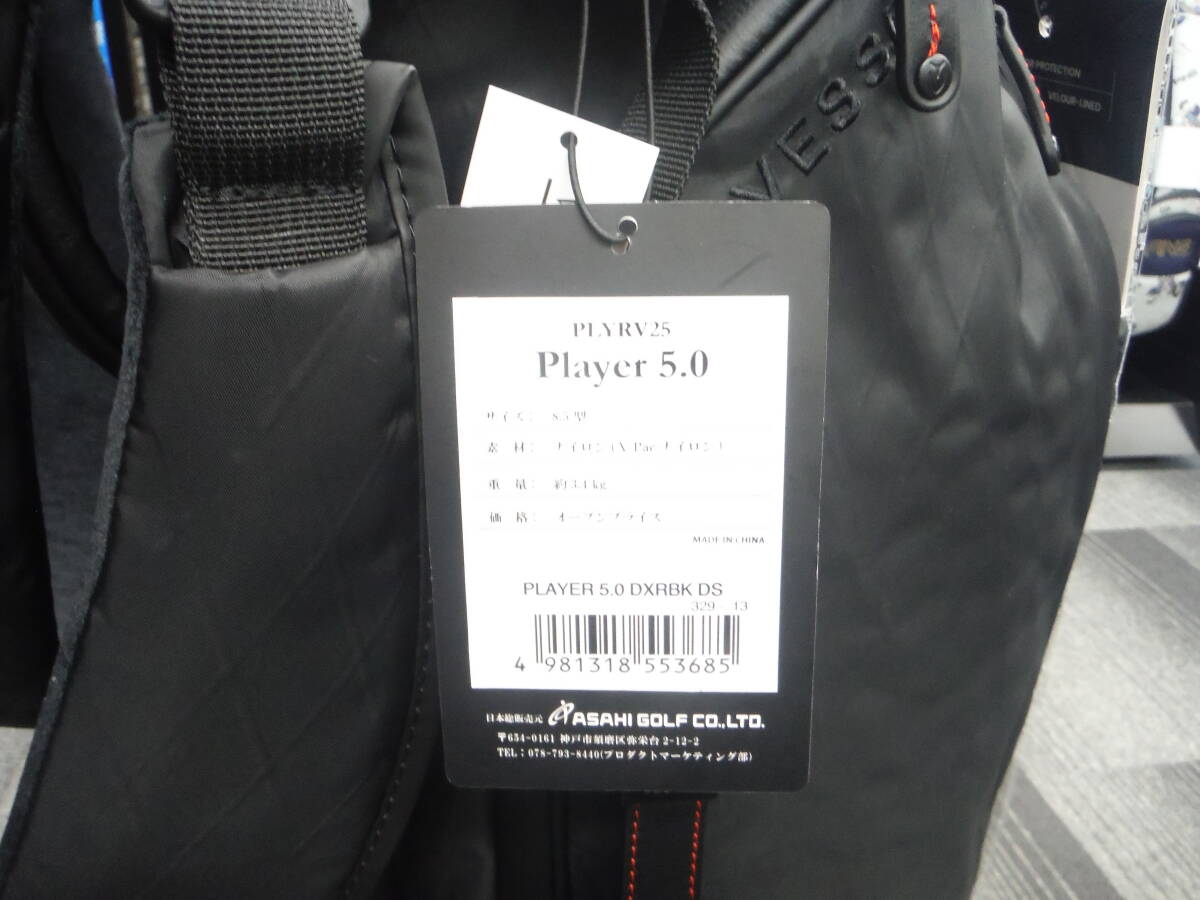 VESS
PROTECTION
VELOUR-LINED
PLYRV25
Player 5.0
サイズ： 8.5型
素 材： ナイロン (X-Pac ナイロン)
重 量： 約3.4kg
価 格： オープンプライス
MADE IN CHINA
PLAYER 5.0 DXRBK DS
329- 13
4 981318 553685
日本総販売元 ASAHI GOLF CO.,LTD.
〒654-0161 神戸市須磨区弥栄台 2-12-2
TEL：078-793-8440(プロダクトマーケティング部)